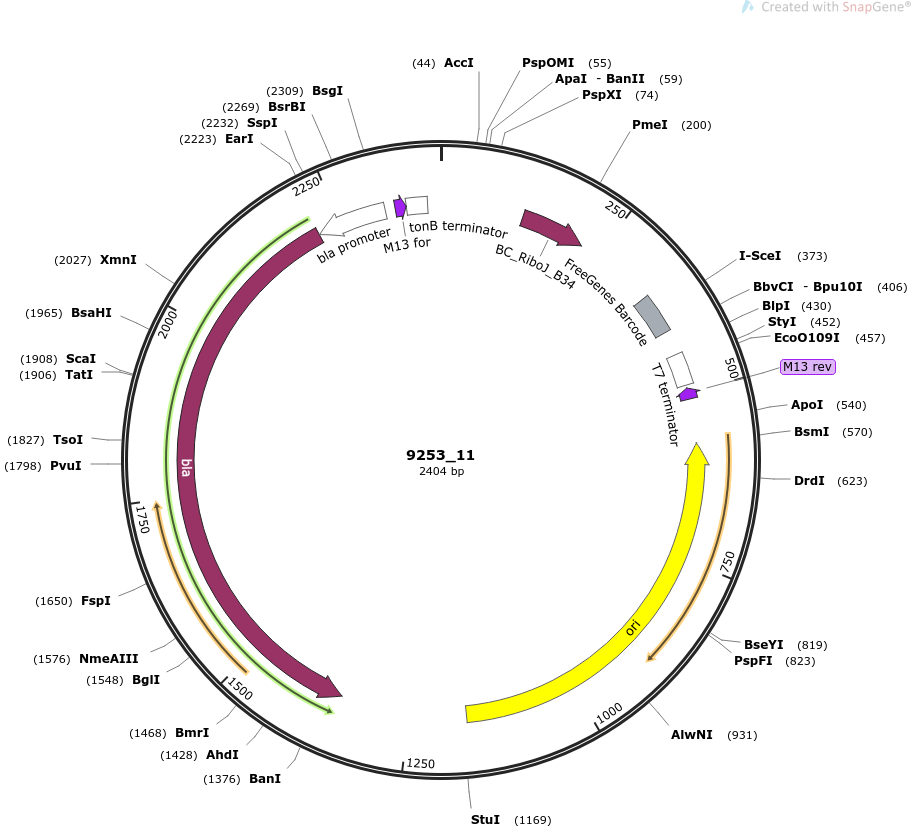 Created with SnapGene®
(44) AccI
PspOMI (55)
ApaI - BanII (59)
PspXI (74)
PmeI (200)
(2309) BsgI
(2269) BsrBI
(2232) SspI
(2223) EarI
2250
250
tonB terminator
M13 for
bla promoter
BC_RiboJ_B34
FreeGenes Barcode
(2027) XmnI
I-SceI (373)
BbvCI - Bpu10I (406)
BlpI (430)
StyI (452)
EcoO109I (457)
(1965) BsaHI
2000
(1908) ScaI
(1906) TatI
500
M13 rev
T7 terminator
ApoI (540)
BsmI (570)
(1827) TsoI
(1798) PvuI
bla
9253_11
2404 bp
DrdI (623)
1750
750
(1650) FspI
ori
BseYI (819)
PspFI (823)
(1576) NmeAIII
(1548) BglI
1500
1000
(1468) BmrI
AlwNI (931)
(1428) AhdI
(1376) BanI
1250
StuI (1169)